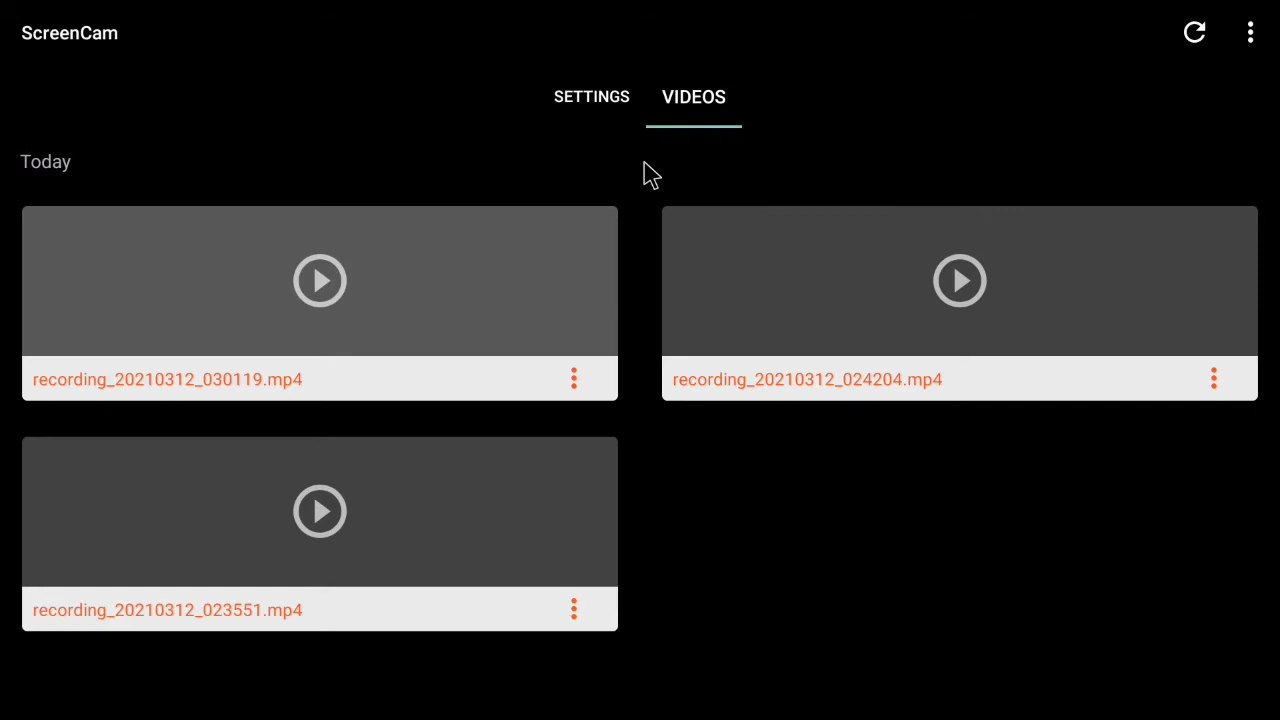 ScreenCam
SETTINGS
VIDEOS
Today
recording_20210312_030119.mp4
recording_20210312_024204.mp4
recording_20210312_023551.mp4